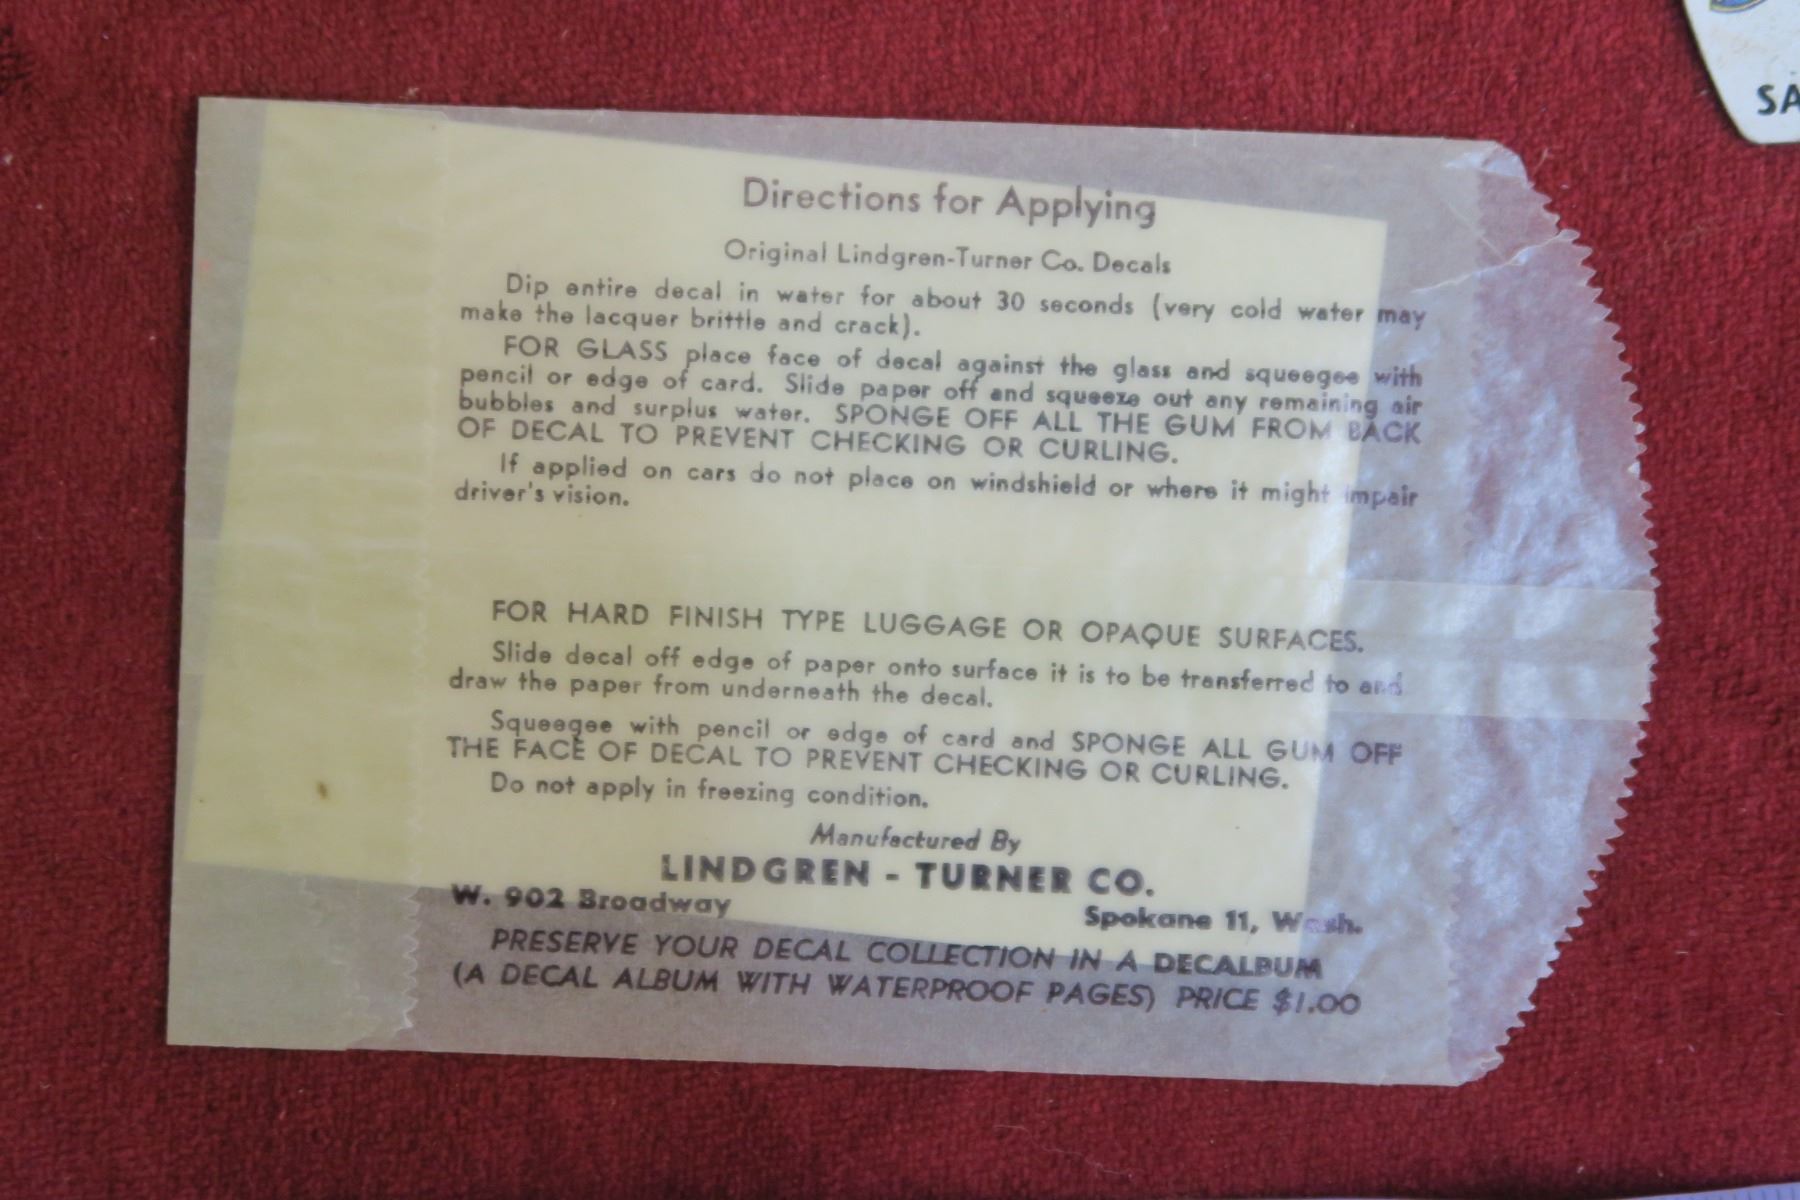 SA
Directions for Applying
Original Lindgren-Turner Co. Decals
Dip entire decal in water for about 30 seconds (very cold water may
make the lacquer brittle and crack).
FOR GLASS place face of decal against the glass and squeegee with
pencil or edge of card. Slide paper off and squeeze out any remaining air
bubbles and surplus water. SPONGE OFF ALL THE GUM FROM BACK
OF DECAL TO PREVENT CHECKING OR CURLING.
If applied on cars do not place on windshield or where it might impair
driver's vision.
FOR HARD FINISH TYPE LUGGAGE OR OPAQUE SURFACES.
Slide decal off edge of paper onto surface it is to be transferred to and
draw the paper from underneath the decal.
Squeegee with pencil or edge of card and SPONGE ALL GUM OFF
THE FACE OF DECAL TO PREVENT CHECKING OR CURLING.
Do not apply in freezing condition.
Manufactured By
LINDGREN - TURNER CO.
W. 902 Broadway Spokane 11, Wash.
PRESERVE YOUR DECAL COLLECTION IN A DECALBUM
(A DECAL ALBUM WITH WATERPROOF PAGES) PRICE $1.00